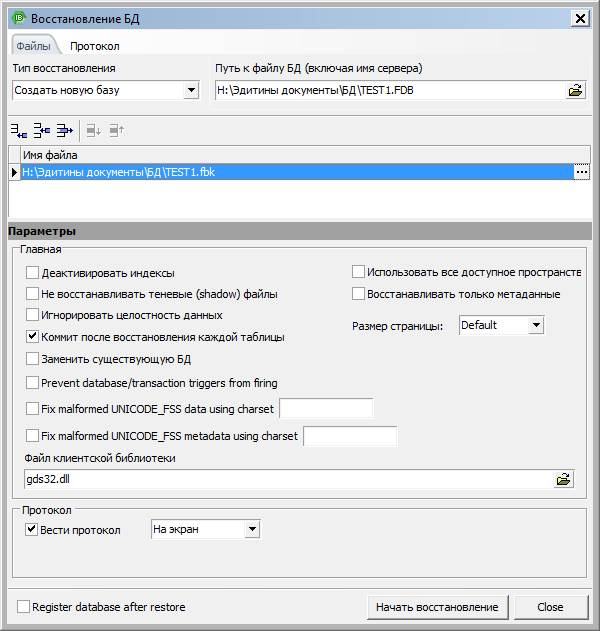 Восстановление БД
Файлы Протокол
Тип восстановления Путь к файлу БД (включая имя сервера)
Создать новую базу H:\Эдитины документы\БД\TEST1.FDB
Имя файла
H:\Эдитины документы\БД\TEST1.fbk
Параметры
Главная
Деактивировать индексы
Использовать все доступное пространств
Не восстанавливать теневые (shadow) файлы
Восстанавливать только метаданные
Игнорировать целостность данных
Размер страницы: Default
Коммит после восстановления каждой таблицы
Заменить существующую БД
Prevent database/transaction triggers from firing
Fix malformed UNICODE_FSS data using charset
Fix malformed UNICODE_FSS metadata using charset
Файл клиентской библиотеки
gds32.dll
Протокол
Вести протокол На экран
Register database after restore Начать восстановление Close